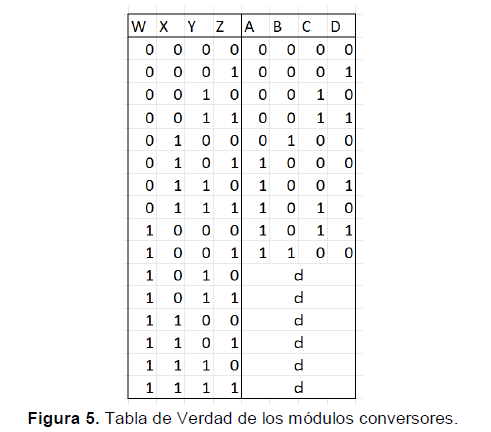 W X Y Z A B C D
0 0 0 0 0 0 0 0
0 0 0 1 0 0 0 1
0 0 1 0 0 0 1 0
0 0 1 1 0 0 1 1
0 1 0 0 0 1 0 0
0 1 0 1 1 0 0 0
0 1 1 0 1 0 0 1
0 1 1 1 1 0 1 0
1 0 0 0 1 0 1 1
1 0 0 1 1 1 0 0
1 0 1 0 d
1 0 1 1 d
1 1 0 0 d
1 1 0 1 d
1 1 1 0 d
1 1 1 1 d
Figura 5. Tabla de Verdad de los módulos conversores.